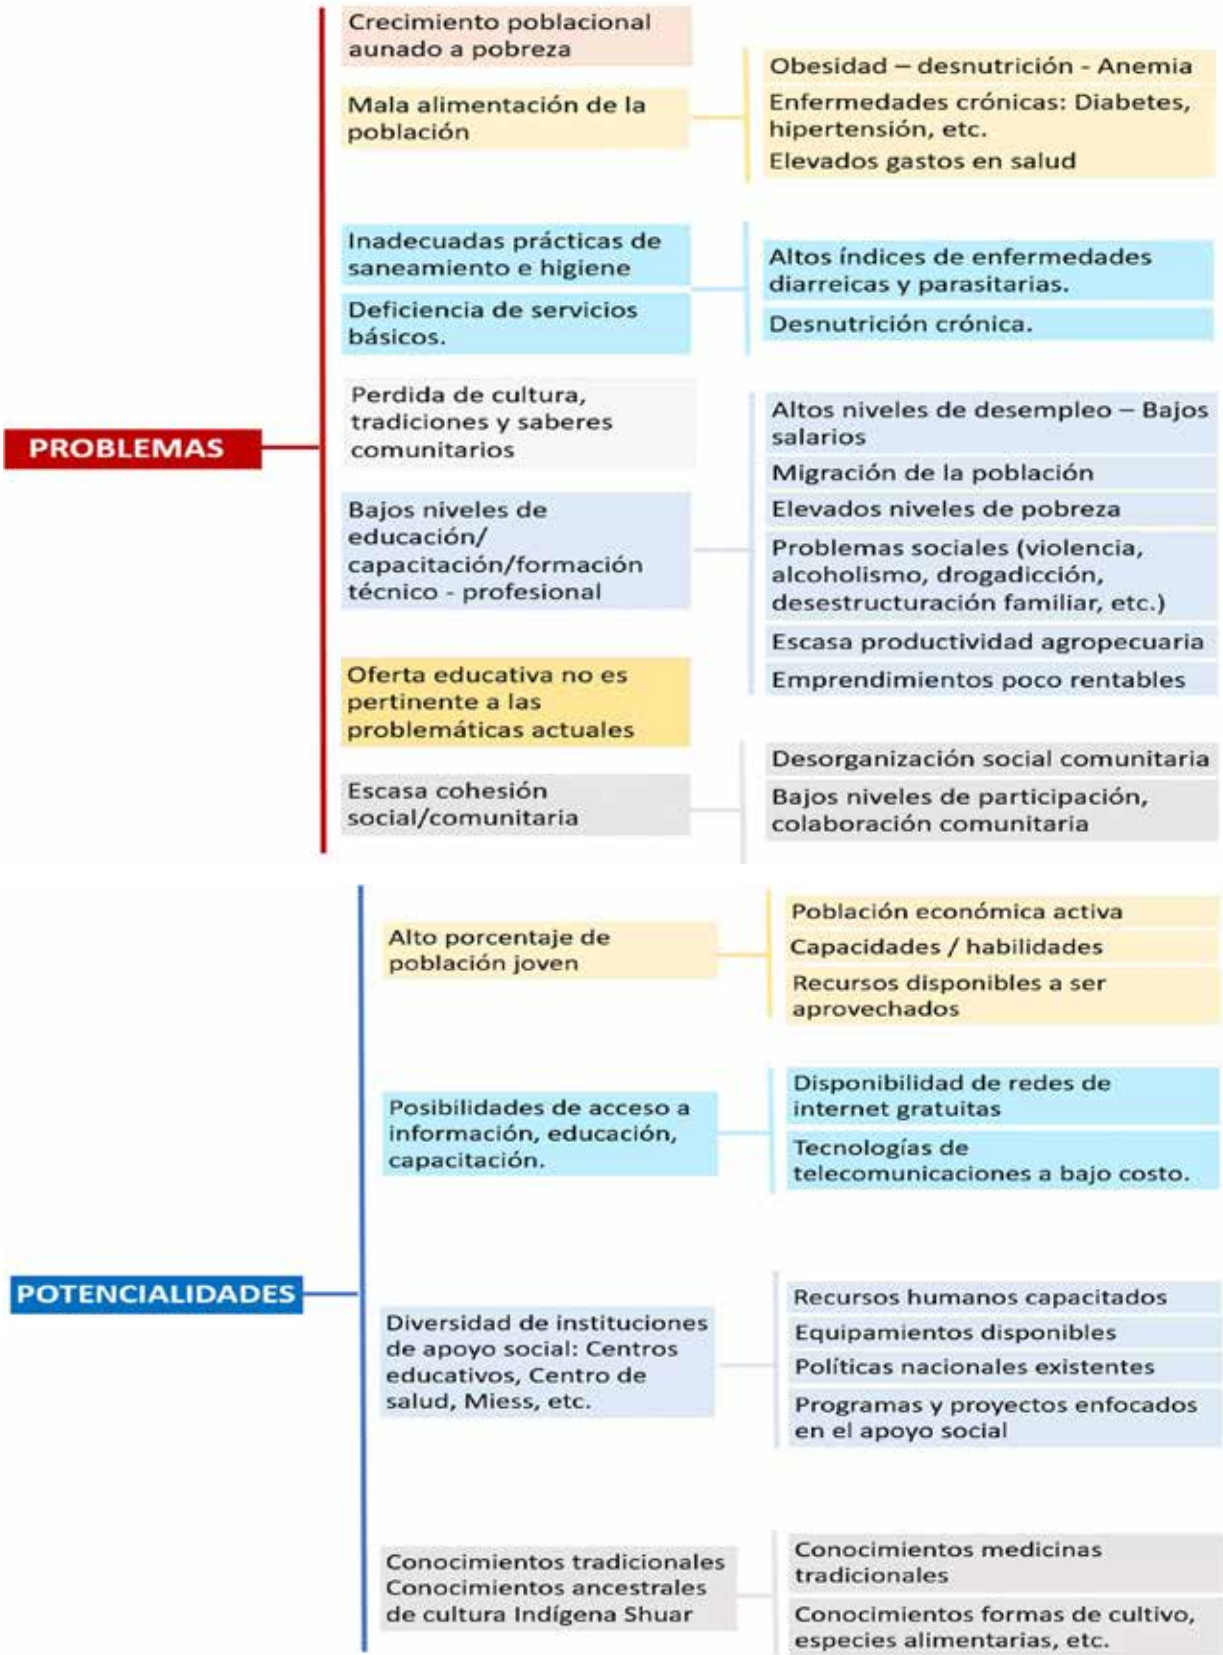 PROBLEMAS
Crecimiento poblacional
aunado a pobreza
Mala alimentación de la
población
Obesidad – desnutrición - Anemia
Enfermedades crónicas: Diabetes,
hipertensión, etc.
Elevados gastos en salud
Inadecuadas prácticas de
saneamiento e higiene
Deficiencia de servicios
básicos.
Altos índices de enfermedades
diarreicas y parasitarias.
Desnutrición crónica.
Perdida de cultura,
tradiciones y saberes
comunitarios
Bajos niveles de
educación/
capacitación/formación
técnico - profesional
Altos niveles de desempleo – Bajos
salarios
Migración de la población
Elevados niveles de pobreza
Problemas sociales (violencia,
alcoholismo, drogadicción,
desestructuración familiar, etc.)
Escasa productividad agropecuaria
Emprendimientos poco rentables
Oferta educativa no es
pertinente a las
problemáticas actuales
Escasa cohesión
social/comunitaria
Desorganización social comunitaria
Bajos niveles de participación,
colaboración comunitaria
POTENCIALIDADES
Alto porcentaje de
población joven
Población económica activa
Capacidades / habilidades
Recursos disponibles a ser
aprovechados
Posibilidades de acceso a
información, educación,
capacitación.
Disponibilidad de redes de
internet gratuitas
Tecnologías de
telecomunicaciones a bajo costo.
Diversidad de instituciones
de apoyo social: Centros
educativos, Centro de
salud, Miess, etc.
Recursos humanos capacitados
Equipamientos disponibles
Políticas nacionales existentes
Programas y proyectos enfocados
en el apoyo social
Conocimientos tradicionales
Conocimientos ancestrales
de cultura Indígena Shuar
Conocimientos medicinas
tradicionales
Conocimientos formas de cultivo,
especies alimentarias, etc.